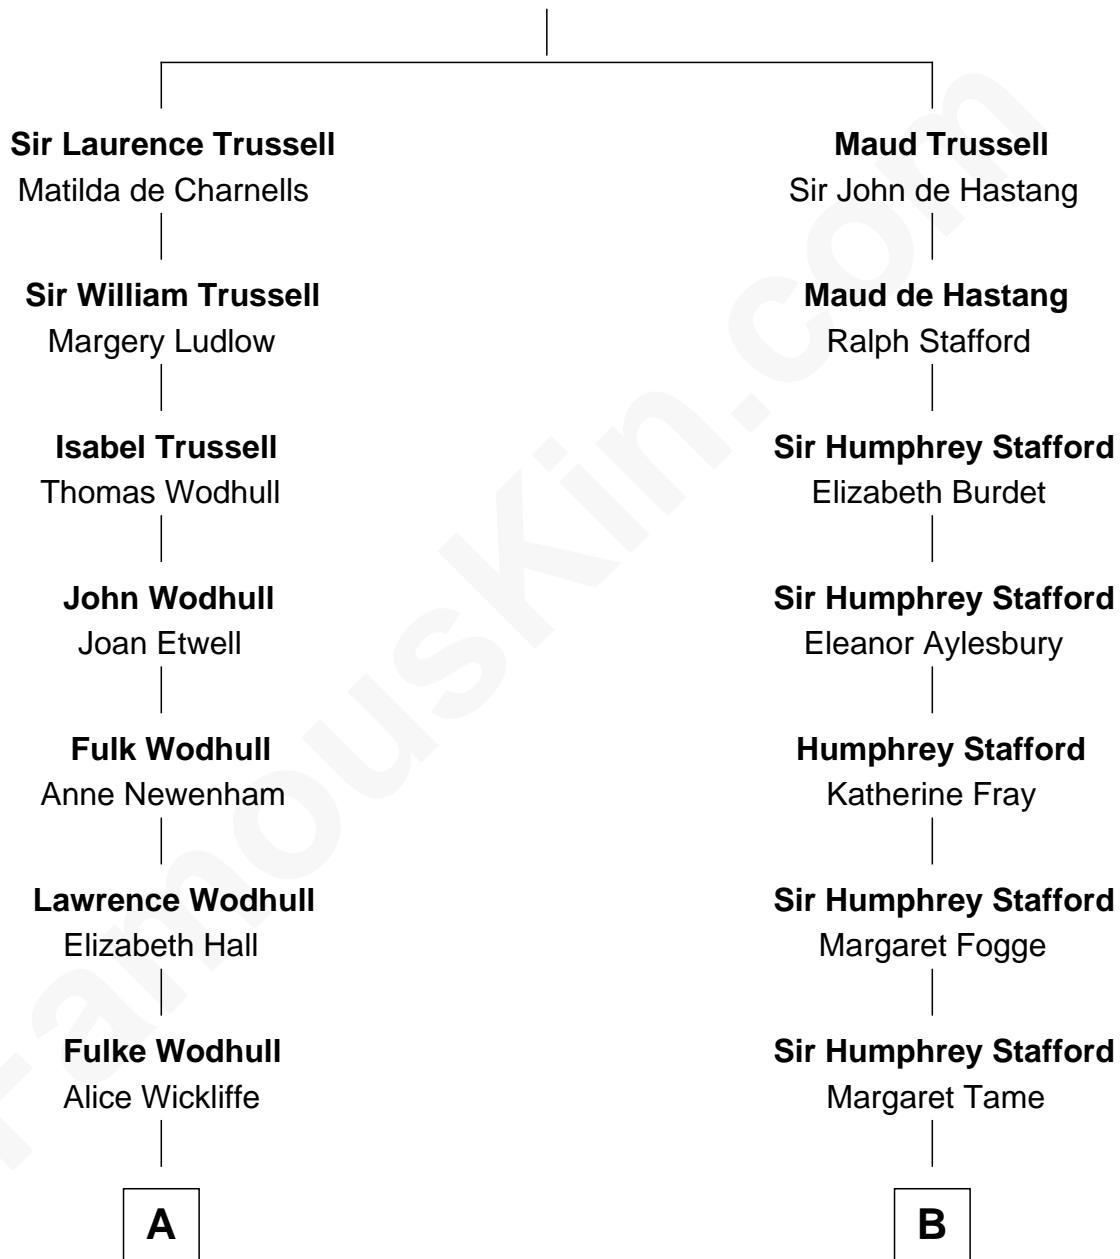 Sir Laurence Trussell
Matilda de Charnells
Maud Trussell
Sir John de Hastang
Sir William Trussell
Margery Ludlow
Maud de Hastang
Ralph Stafford
Isabel Trussell
Thomas Wodhull
Sir Humphrey Stafford
Elizabeth Burdet
John Wodhull
Joan Etwell
Sir Humphrey Stafford
Eleanor Aylesbury
Fulk Wodhull
Anne Newenham
Humphrey Stafford
Katherine Fray
Lawrence Wodhull
Elizabeth Hall
Sir Humphrey Stafford
Margaret Fogge
Fulke Wodhull
Alice Wickliffe
Sir Humphrey Stafford
Margaret Tame
A
B
FamousKin.com